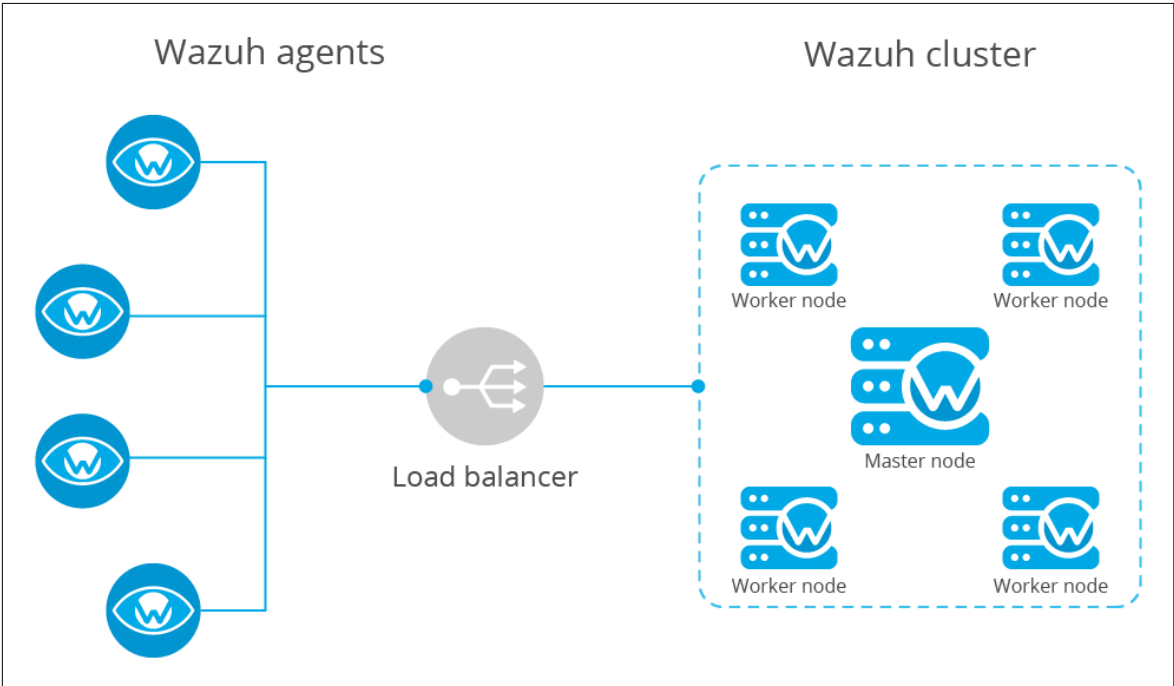 Wazuh agents
Wazuh cluster
Worker node
Worker node
Master node
Load balancer
Worker node
Worker node